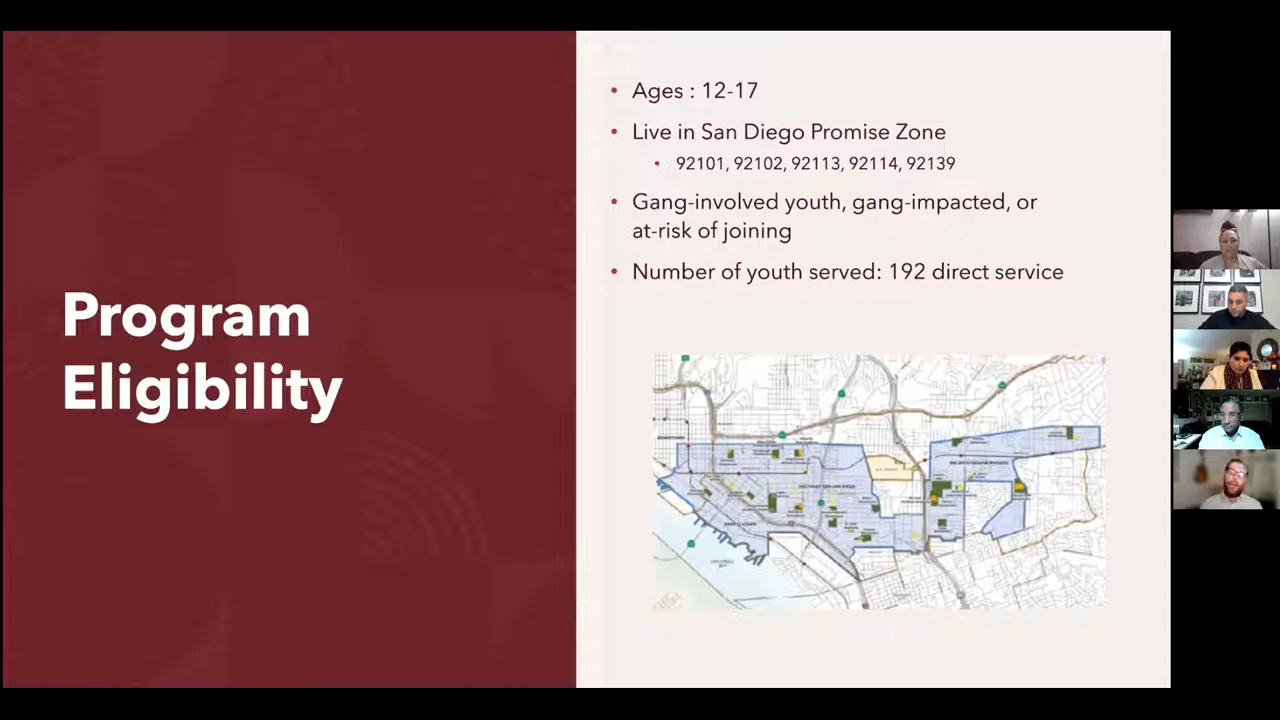 Program
Eligibility
• Ages : 12-17
• Live in San Diego Promise Zone
• 92101, 92102, 92113, 92114, 92139
• Gang-involved youth, gang-impacted, or
at-risk of joining
• Number of youth served: 192 direct service